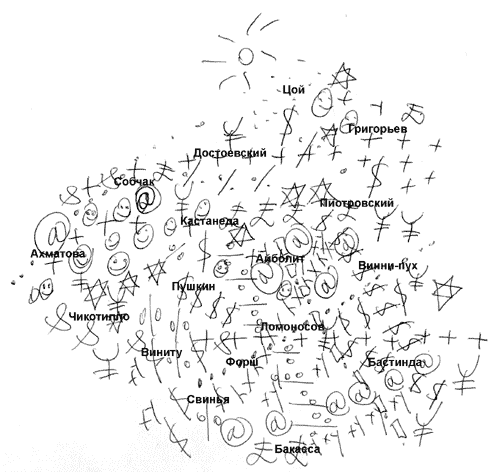 Цой
Григорьев
Достоевский
Собчак
Пиотровский
Кастанеда
Ахматова
Айболит
Винни-пух
Пушкин
Чикотилло
Ломоносов
Виниту
Форш
Бастинда
Свинья
Бакасса